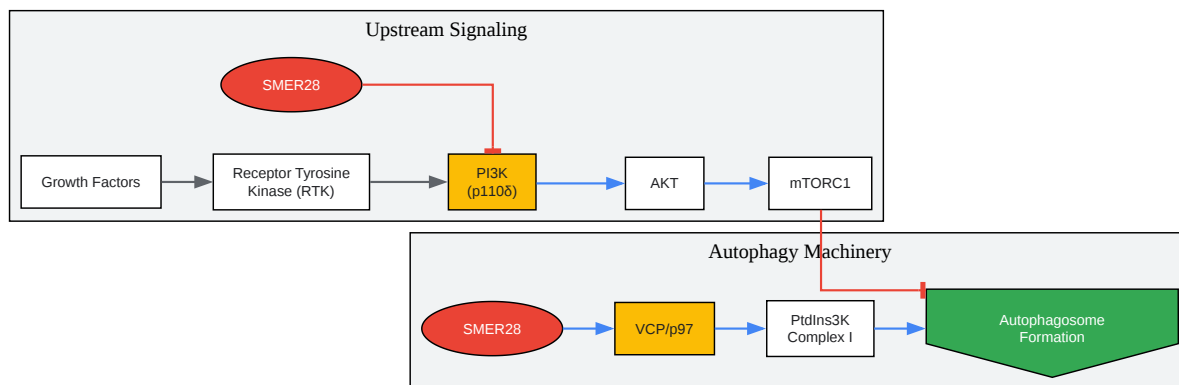 Upstream Signaling
SMER28
Growth Factors
Receptor Tyrosine
Kinase (RTK)
PI3K
(p110δ)
AKT
mTORC1
Autophagy Machinery
SMER28
VCP/p97
PtdIns3K
Complex I
Autophagosome
Formation